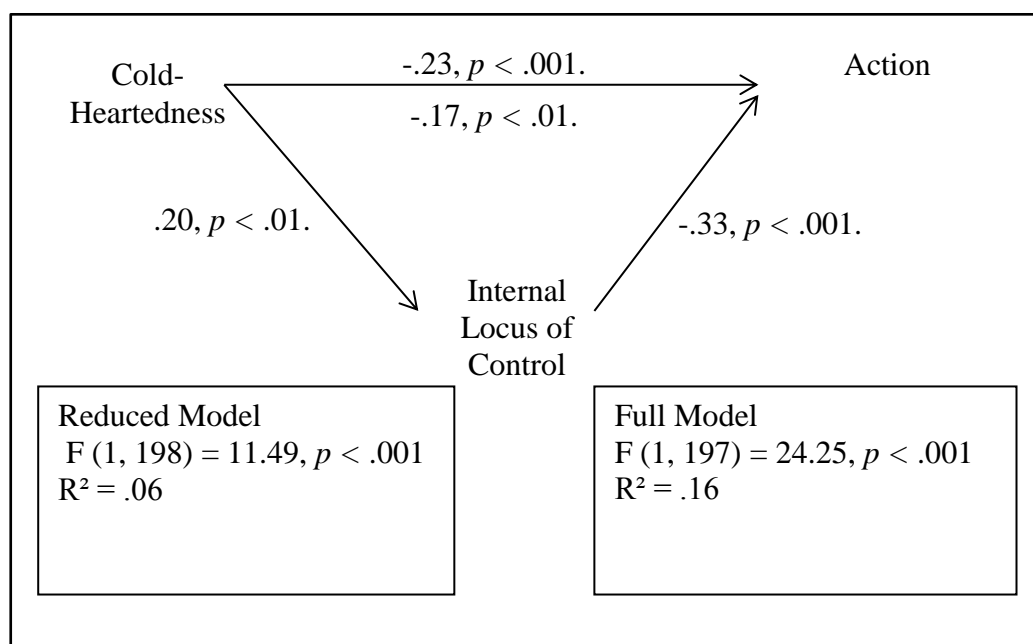 Cold-
Heartedness
-.23, p < .001.
-.17, p < .01.
Action
.20, p < .01.
-.33, p < .001.
Internal
Locus of
Control
Reduced Model
F (1, 198) = 11.49, p < .001
R² = .06
Full Model
F (1, 197) = 24.25, p < .001
R² = .16